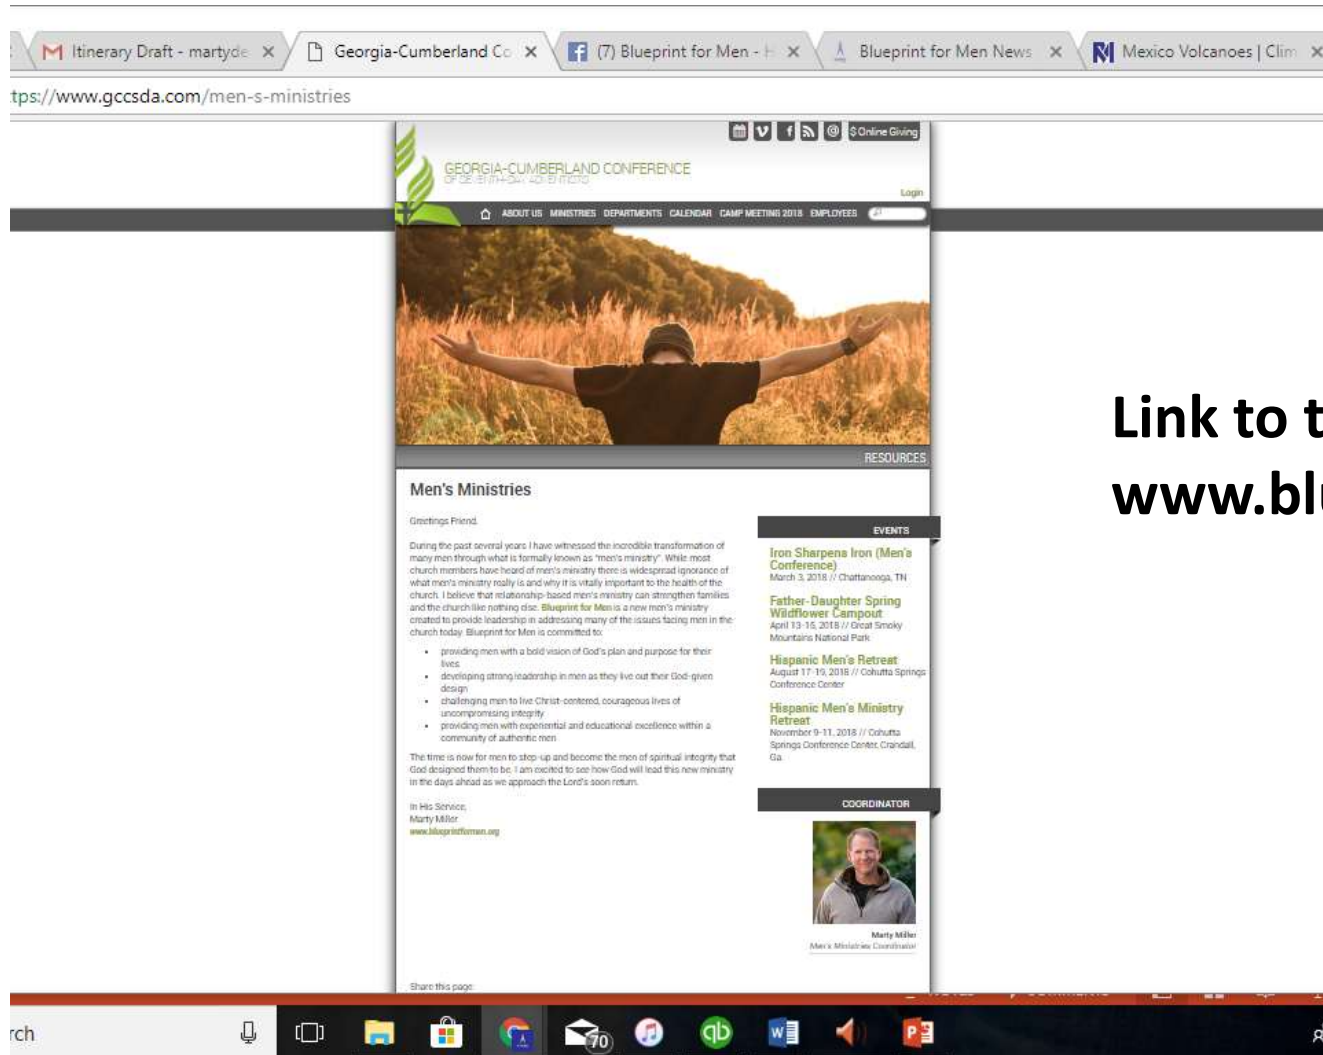 Itinerary Draft - martyde
Georgia-Cumberland Co
(7) Blueprint for Men - H
Blueprint for Men News
Mexico Volcanoes | Clim
tps://www.gccsda.com/men-s-ministries
$ Online Giving
GEORGIA-CUMBERLAND CONFERENCE
OF SEVENTH-DAY ADVENTISTS
Login
ABOUT US MINISTRIES DEPARTMENTS CALENDAR CAMP MEETING 2018 EMPLOYEES
RESOURCES
Link to t
www.blu
Men's Ministries
Greetings Friend,
During the past several years I have witnessed the incredible transformation of
many men through what is formally known as "men's ministry". While most
church members have heard of men's ministry there is widespread ignorance of
what men's ministry really is and why it is vitally important to the health of the
church. I believe that relationship-based men's ministry can strengthen families
and the church like nothing else. Blueprint for Men is a new men's ministry
created to provide leadership in addressing many of the issues facing men in the
church today. Blueprint for Men is committed to:
providing men with a bold vision of God's plan and purpose for their
lives
developing strong leadership in men as they live out their God-given
design
challenging men to live Christ-centered, courageous lives of
uncompromising integrity
providing men with experiential and educational excellence within a
community of authentic men
The time is now for men to step-up and become the men of spiritual integrity that
God designed them to be. I am excited to see how God will lead this new ministry
in the days ahead as we approach the Lord's soon return.
In His Service,
Marty Miller
www.blueprintformen.org
EVENTS
Iron Sharpens Iron (Men's
Conference)
March 3, 2018 // Chattanooga, TN
Father-Daughter Spring
Wildflower Campout
April 13-15, 2018 // Great Smoky
Mountains National Park
Hispanic Men's Retreat
August 17-19, 2018 // Cohutta Springs
Conference Center
Hispanic Men's Ministry
Retreat
November 9-11, 2018 // Cohutta
Springs Conference Center, Crandall,
Ga
COORDINATOR
Marty Miller
Men's Ministries Coordinator
Share this page:
rch
70